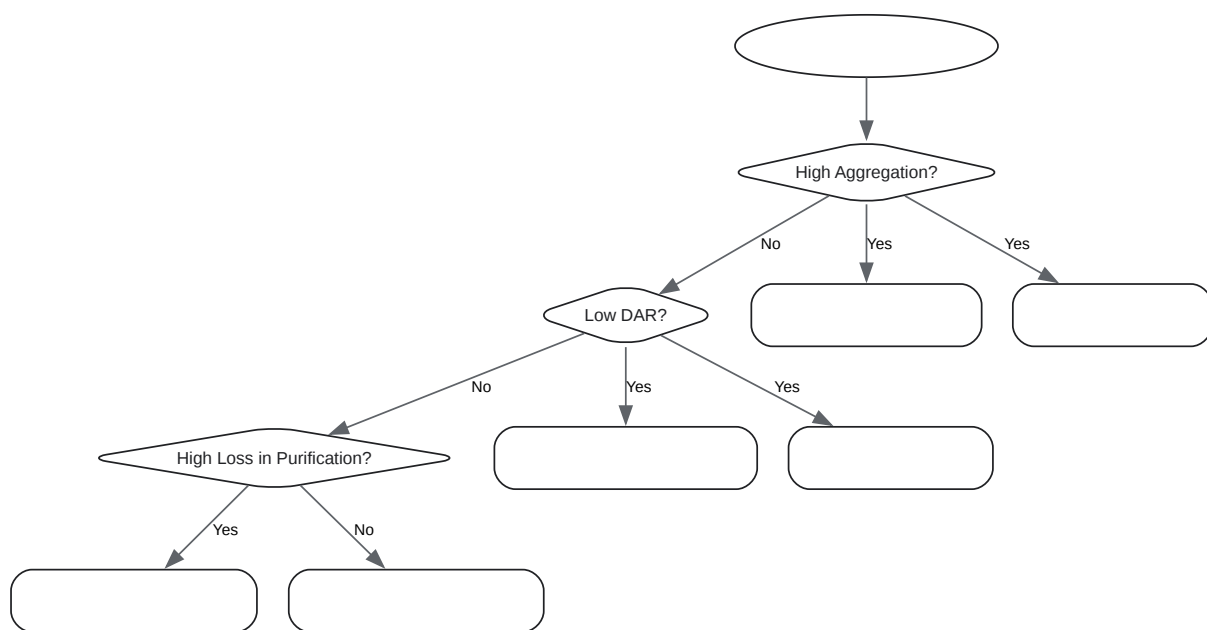 High Aggregation?
No
Yes
Yes
Low DAR?
No
Yes
Yes
High Loss in Purification?
Yes
No